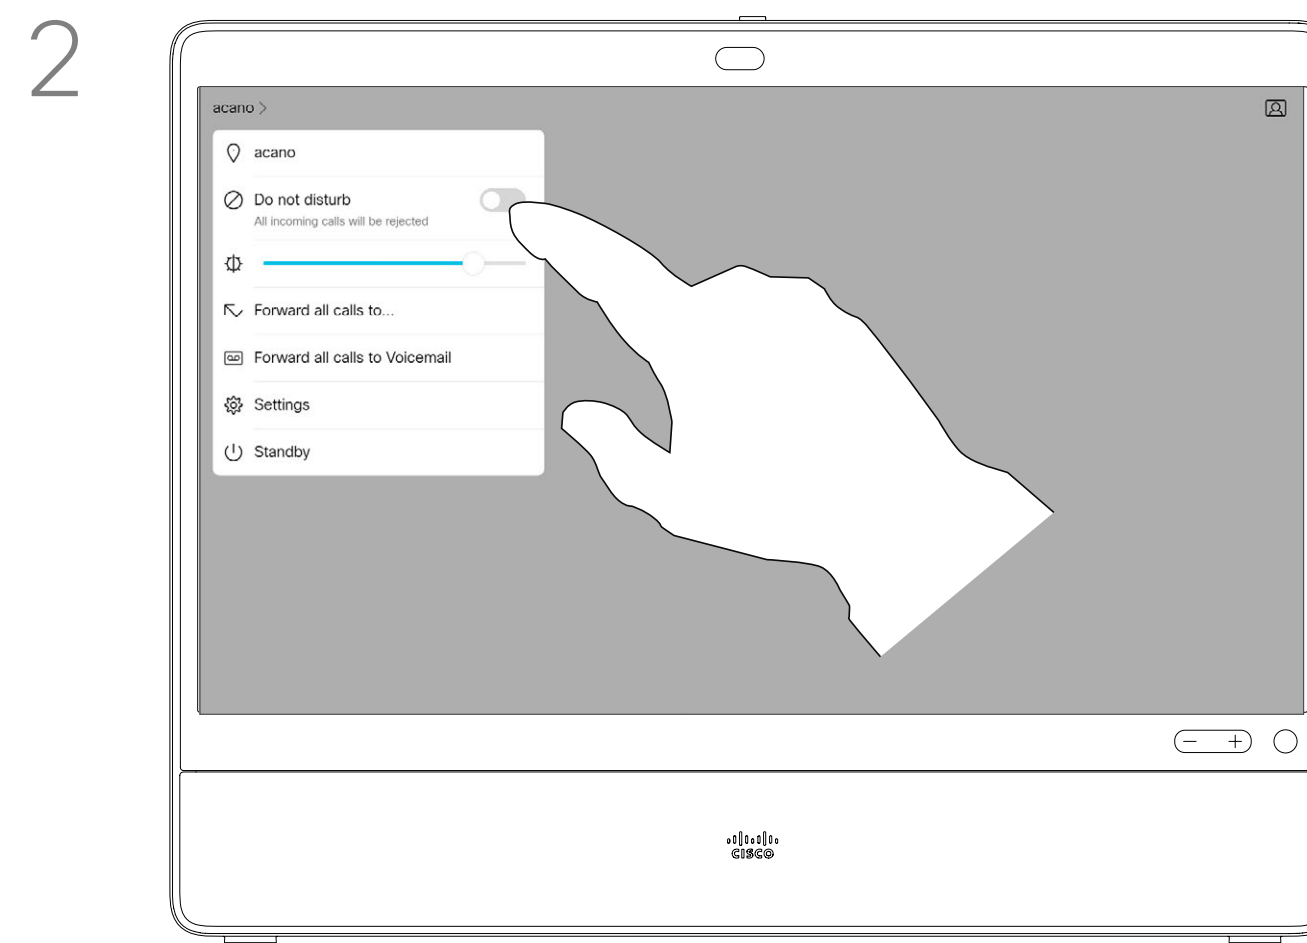 2
acano >
acano
Do not disturb
All incoming calls will be rejected
Forward all calls to...
Forward all calls to Voicemail
Settings
Standby
- +
CISCO